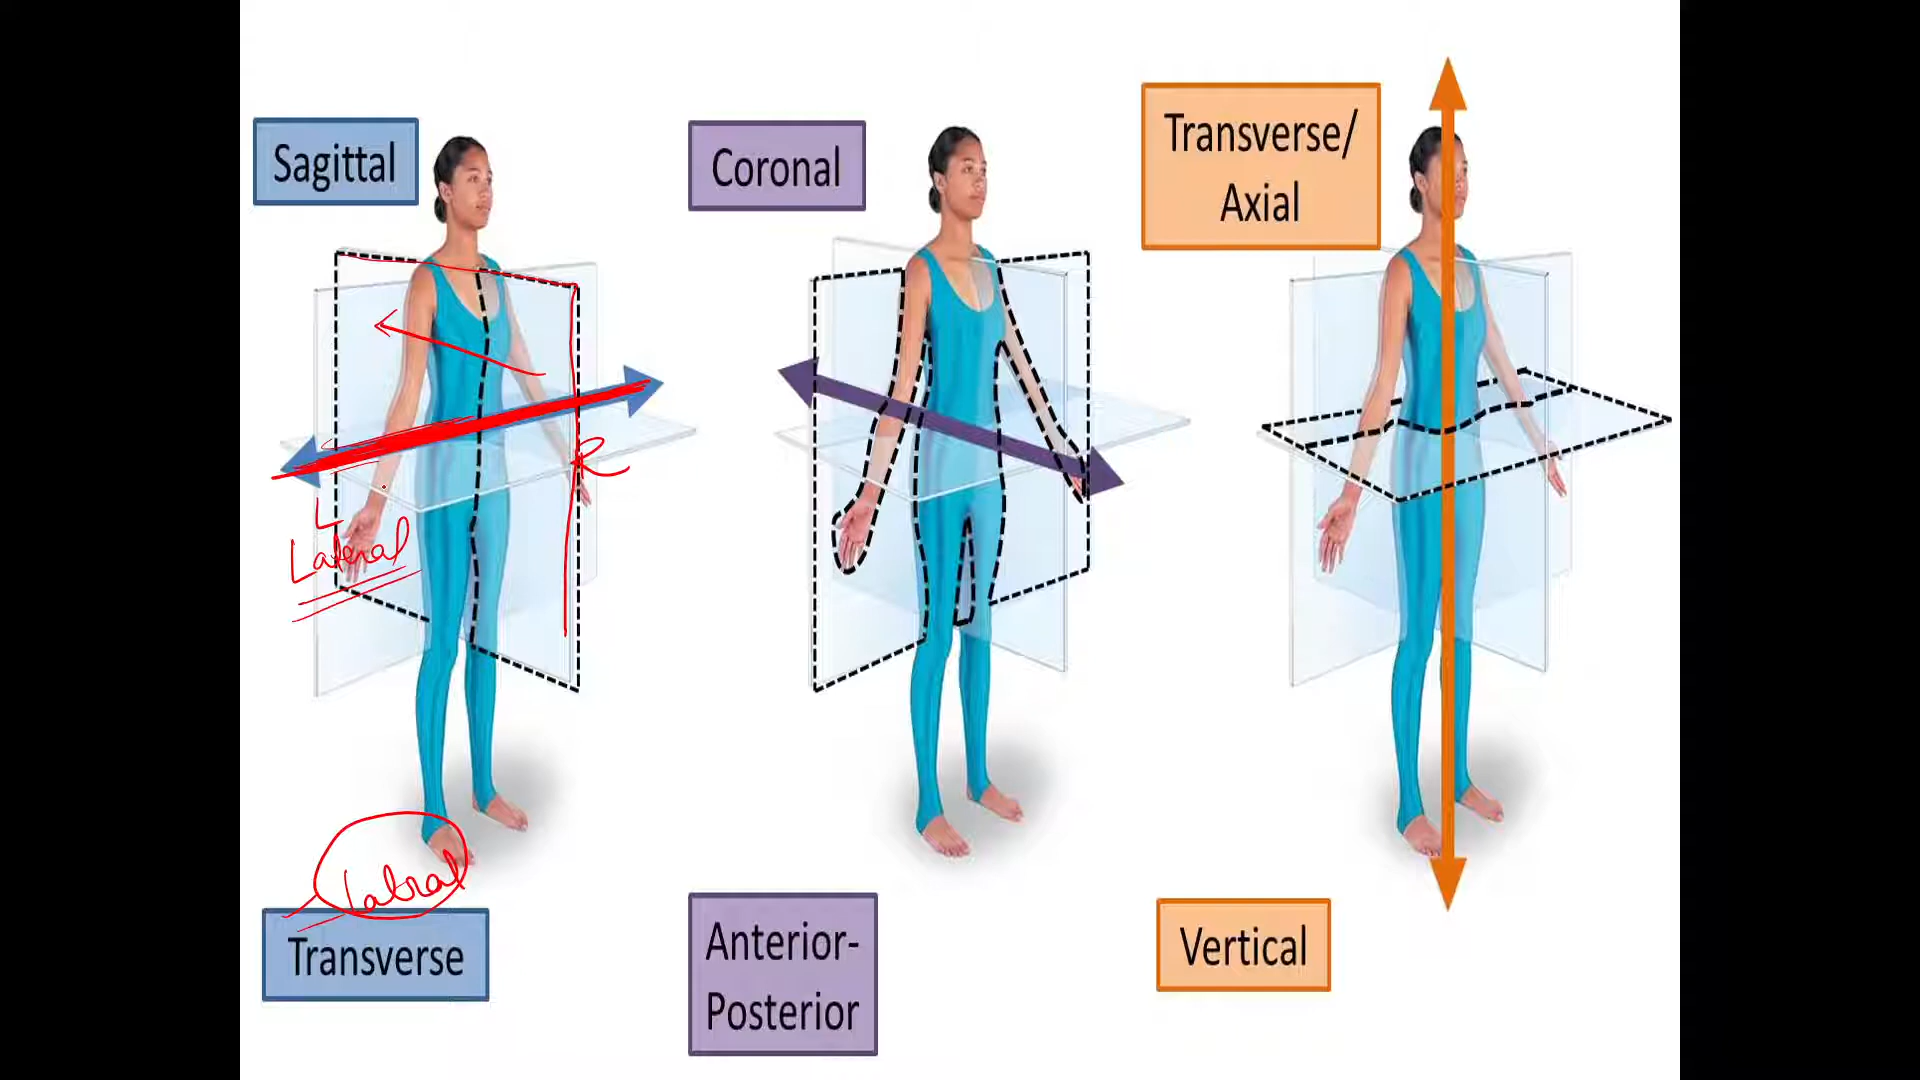 Sagittal
Coronal
Transverse/
Axial
R
L
Lateral
Lateral
Transverse
Anterior-
Posterior
Vertical